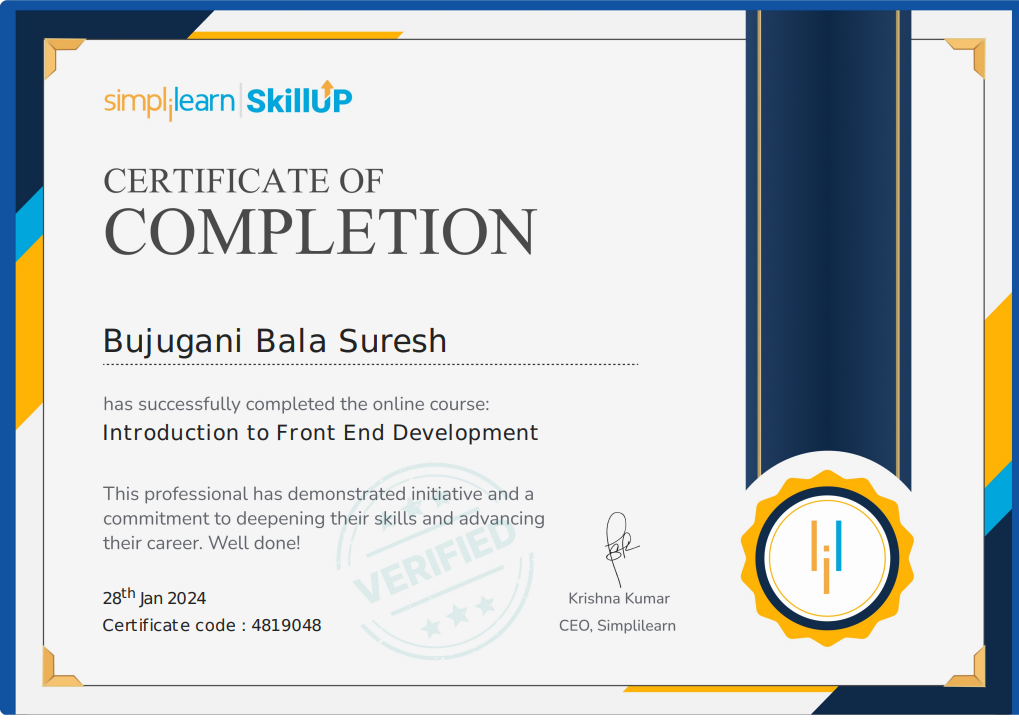 simplilearn | SkillUP
CERTIFICATE OF
COMPLETION
Bujugani Bala Suresh
has successfully completed the online course:
Introduction to Front End Development
This professional has demonstrated initiative and a
commitment to deepening their skills and advancing
their career. Well done!
VERIFIED
28th Jan 2024
Certificate code : 4819048
Krishna Kumar
CEO, Simplilearn